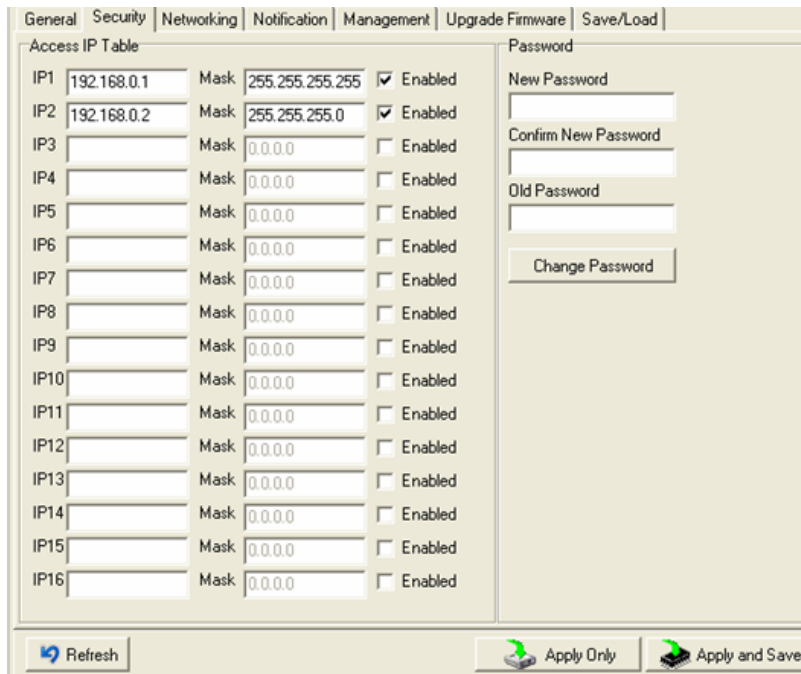 General Security Networking Notification Management Upgrade Firmware Save/Load
Access IP Table
IP1 192.168.0.1 Mask 255.255.255.255 Enabled
IP2 192.168.0.2 Mask 255.255.255.0 Enabled
IP3 Mask 0.0.0.0 Enabled
IP4 Mask 0.0.0.0 Enabled
IP5 Mask 0.0.0.0 Enabled
IP6 Mask 0.0.0.0 Enabled
IP7 Mask 0.0.0.0 Enabled
IP8 Mask 0.0.0.0 Enabled
IP9 Mask 0.0.0.0 Enabled
IP10 Mask 0.0.0.0 Enabled
IP11 Mask 0.0.0.0 Enabled
IP12 Mask 0.0.0.0 Enabled
IP13 Mask 0.0.0.0 Enabled
IP14 Mask 0.0.0.0 Enabled
IP15 Mask 0.0.0.0 Enabled
IP16 Mask 0.0.0.0 Enabled
Password
New Password
Confirm New Password
Old Password
Change Password
Refresh Apply Only Apply and Save